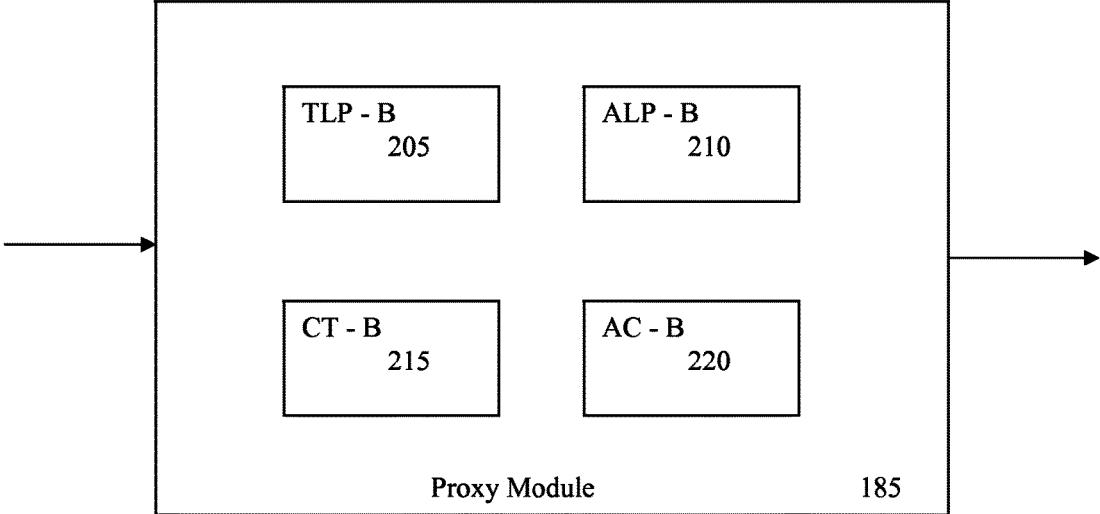 TLP - B
205
ALP - B
210
CT - B
215
AC - B
220
Proxy Module 185